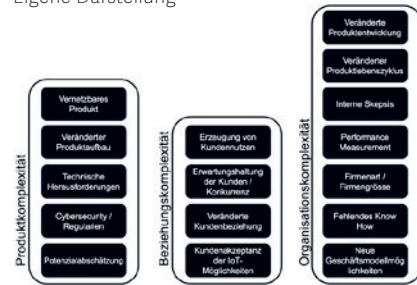 Eigene Darstellung
Produktkomplexität
Vernetzbares
Produkt
Veränderter
Produktaufbau
Technische
Herausforderungen
Cybersecurity /
Regularien
Potenzialabschätzung
Beziehungskomplexität
Erzeugung von
Kundennutzen
Erwartungshaltung
der Kunden /
Konkurrenz
Veränderte
Kundenbeziehung
Kundenakzeptanz
der IoT-
Möglichkeiten
Organisationskomplexität
Veränderte
Produktentwicklung
Veränderter
Produktlebenszyklus
Interne Skepsis
Performance
Measurement
Firmenart /
Firmengrösse
Fehlendes Know
How
Neue
Geschäftsmodellmög
lichkeiten